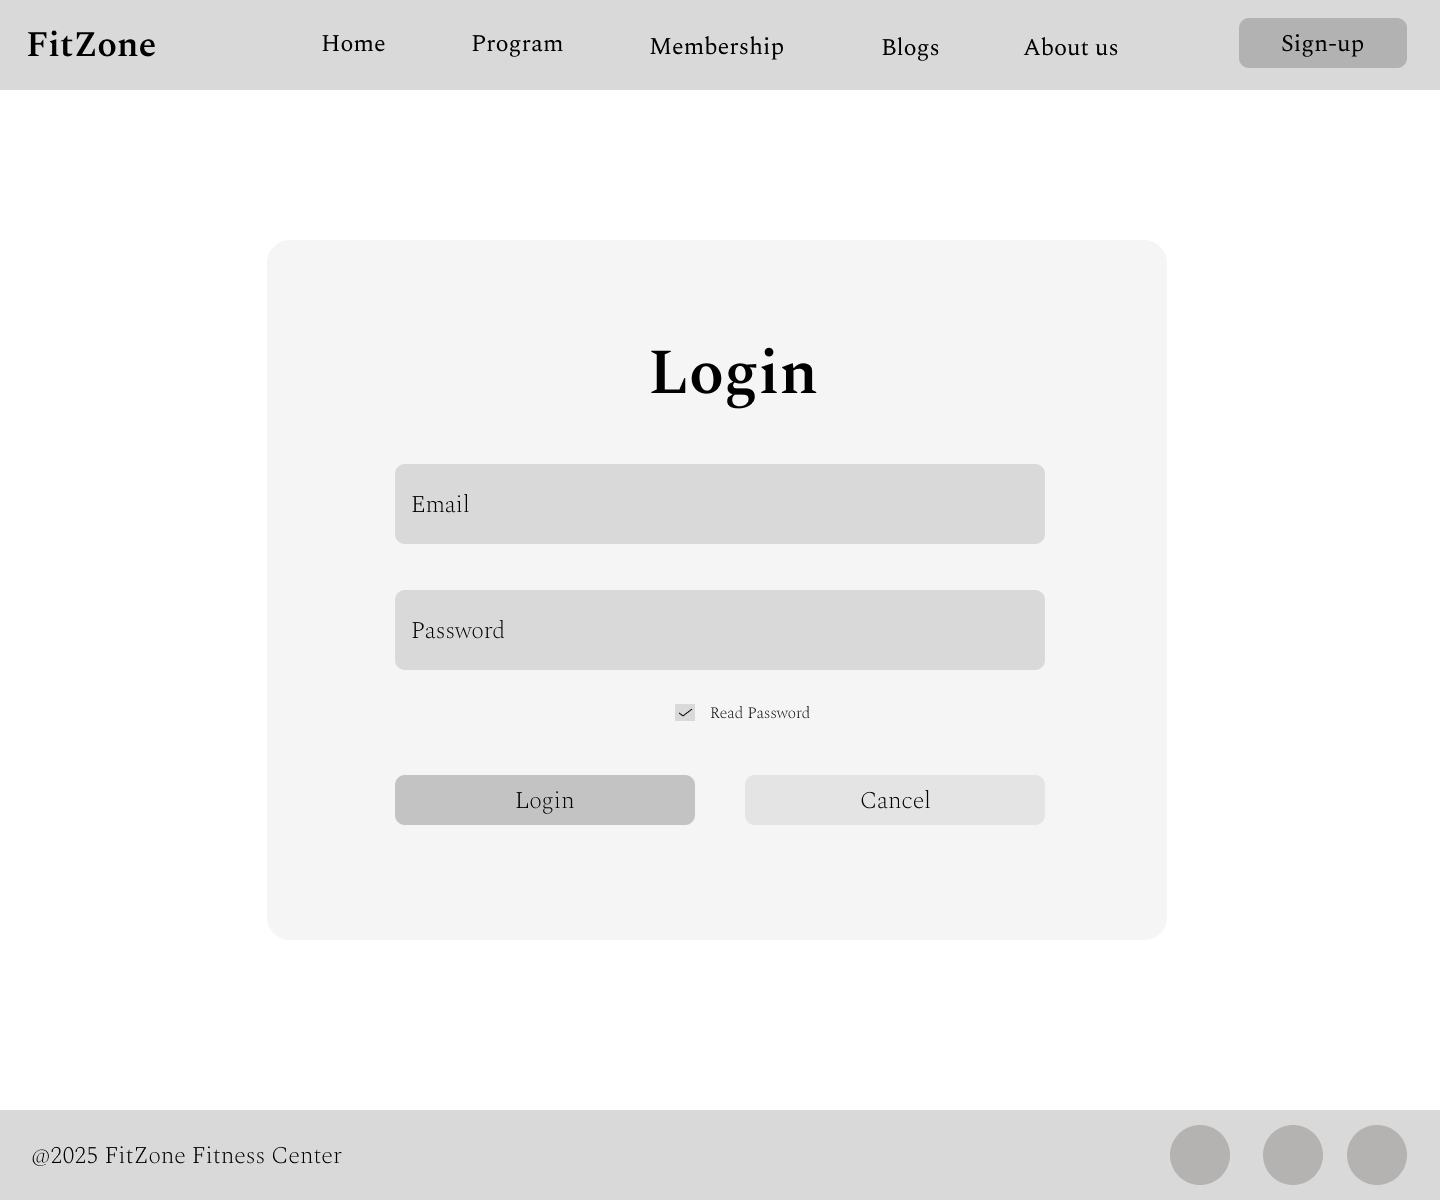 FitZone Home Program Membership Blogs About us Sign-up
Login
Email
Password
Read Password
Login Cancel
@2025 FitZone Fitness Center